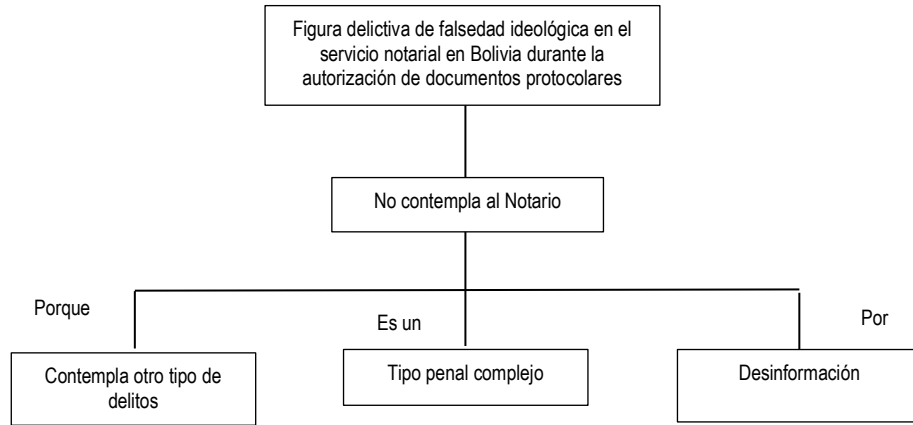 Figura delictiva de falsedad ideológica en el
servicio notarial en Bolivia durante la
autorización de documentos protocolares
No contempla al Notario
Porque
Es un
Por
Contempla otro tipo de
delitos
Tipo penal complejo
Desinformación